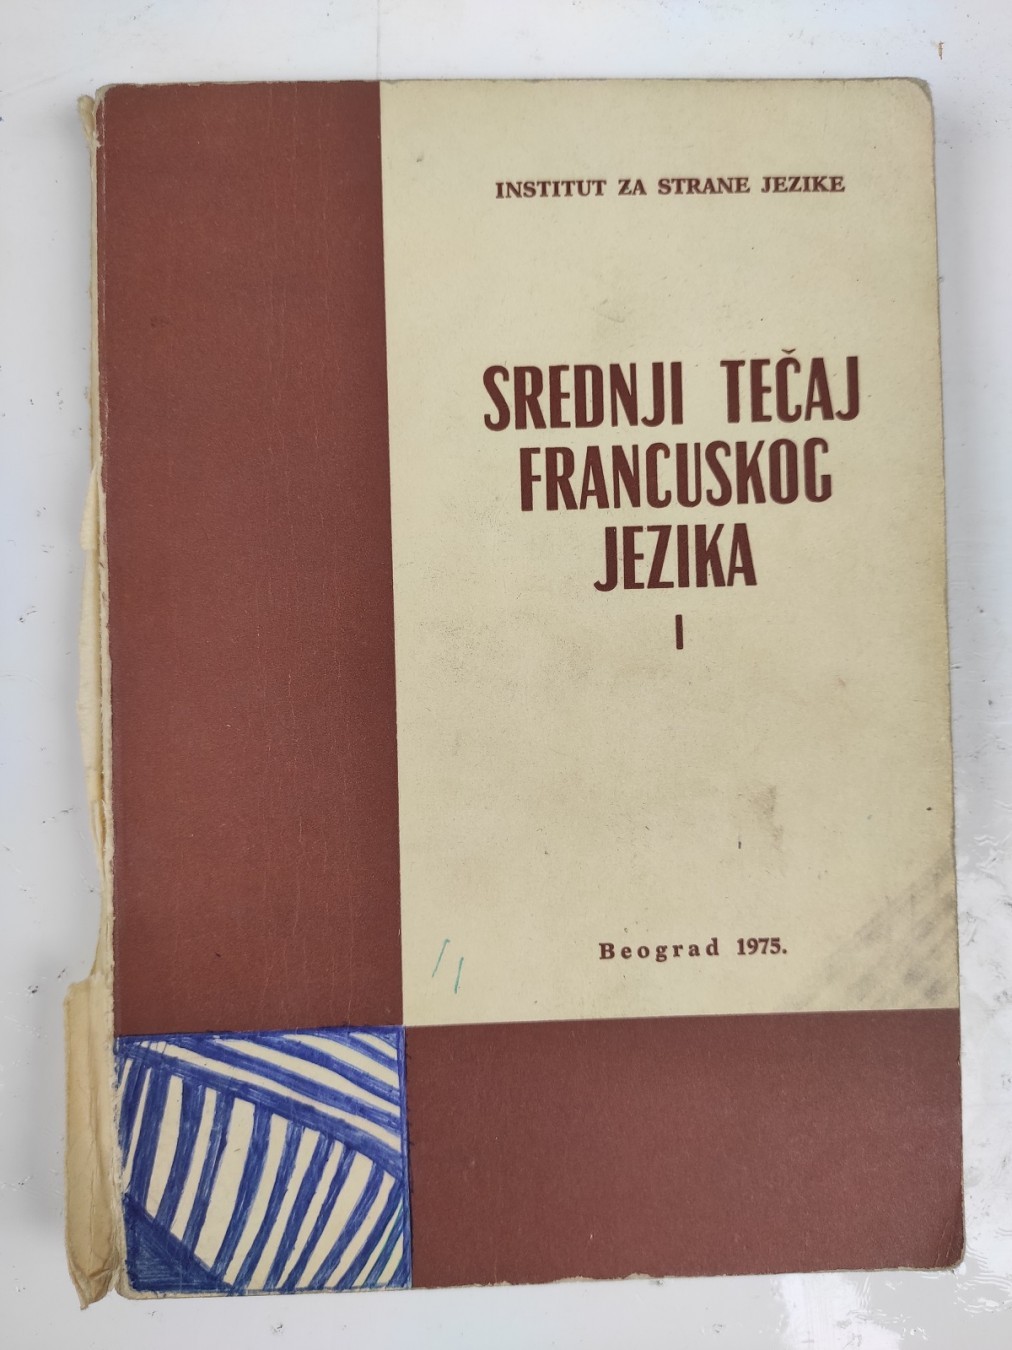 INSTITUT ZA STRANE JEZIKE
SREDNJI TEČAJ
FRANCUSKOG
JEZIKA
I
Beograd 1975.